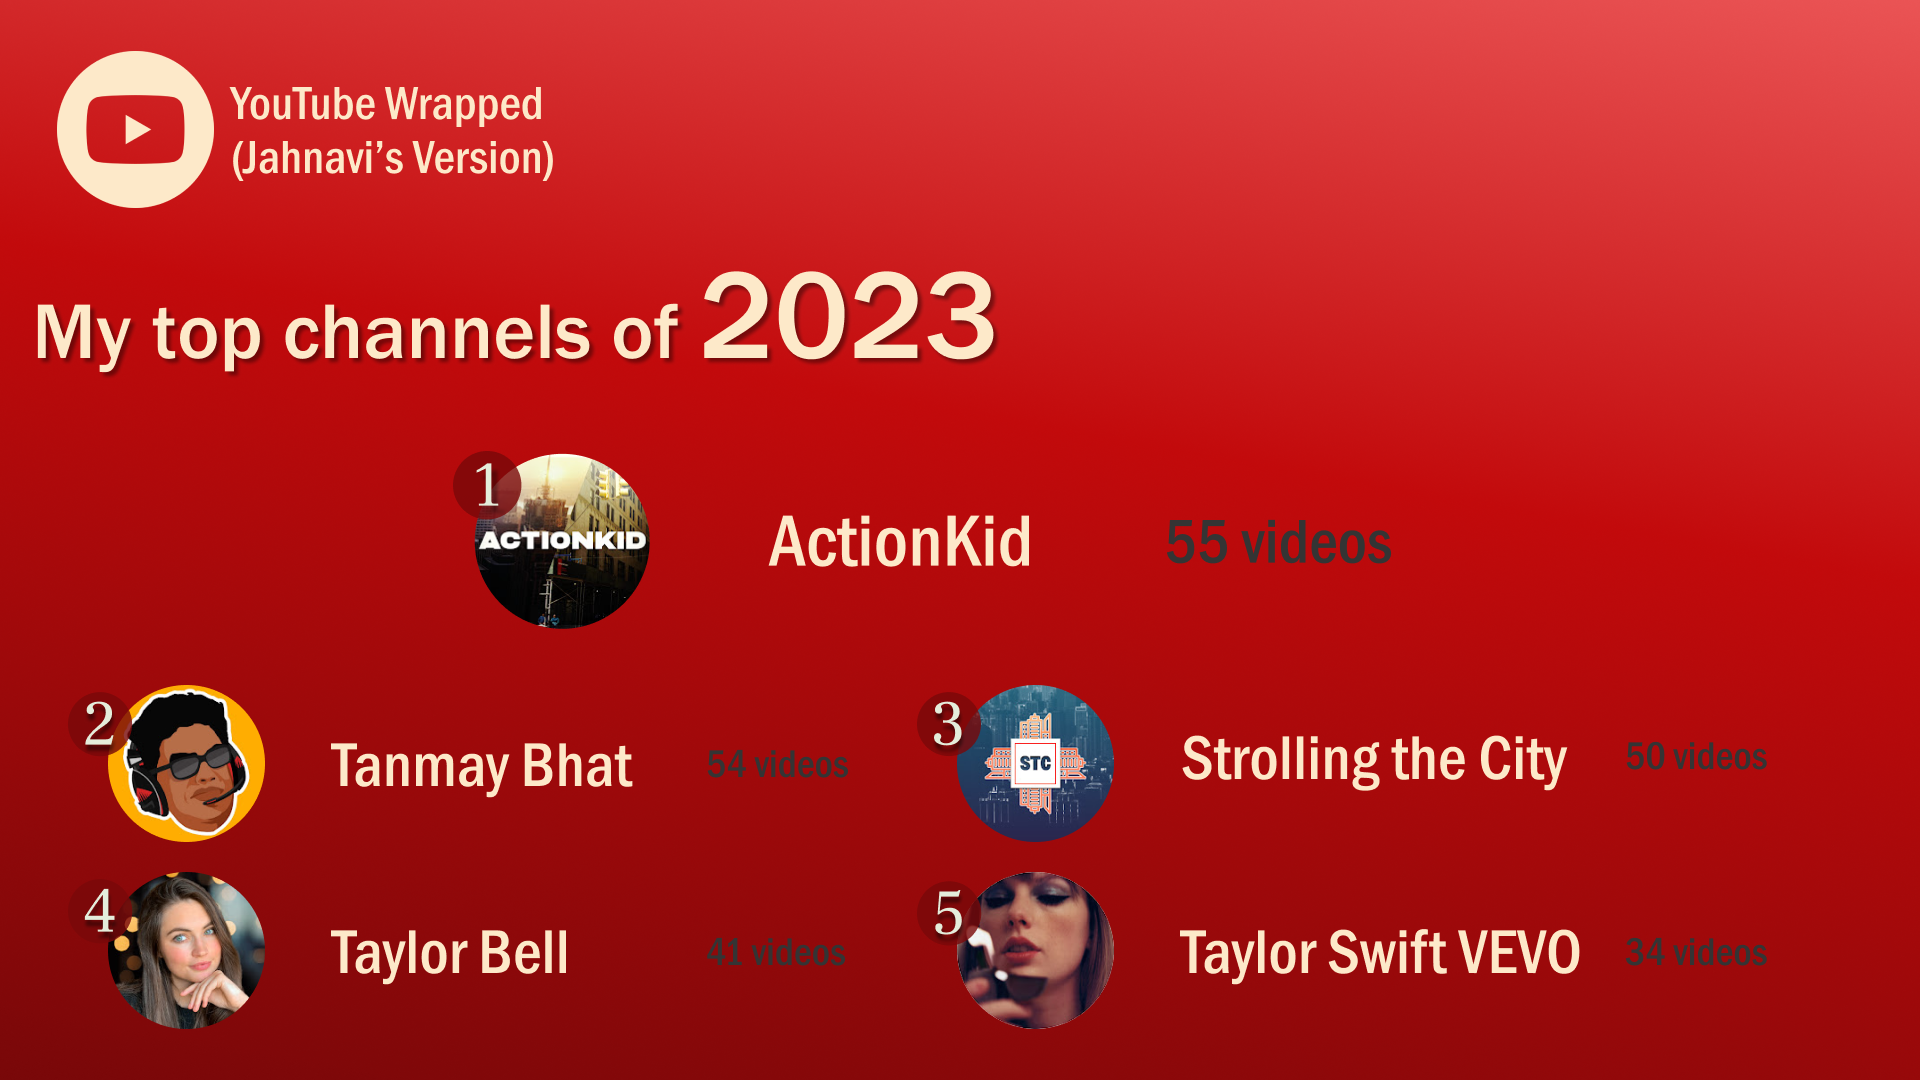 YouTube Wrapped
(Jahnavi’s Version)
My top channels of 2023
1
ACTIONKID
ActionKid
55 videos
2
Tanmay Bhat
54 videos
3
STC
Strolling the City
50 videos
4
Taylor Bell
41 videos
5
Taylor Swift VEVO
34 videos